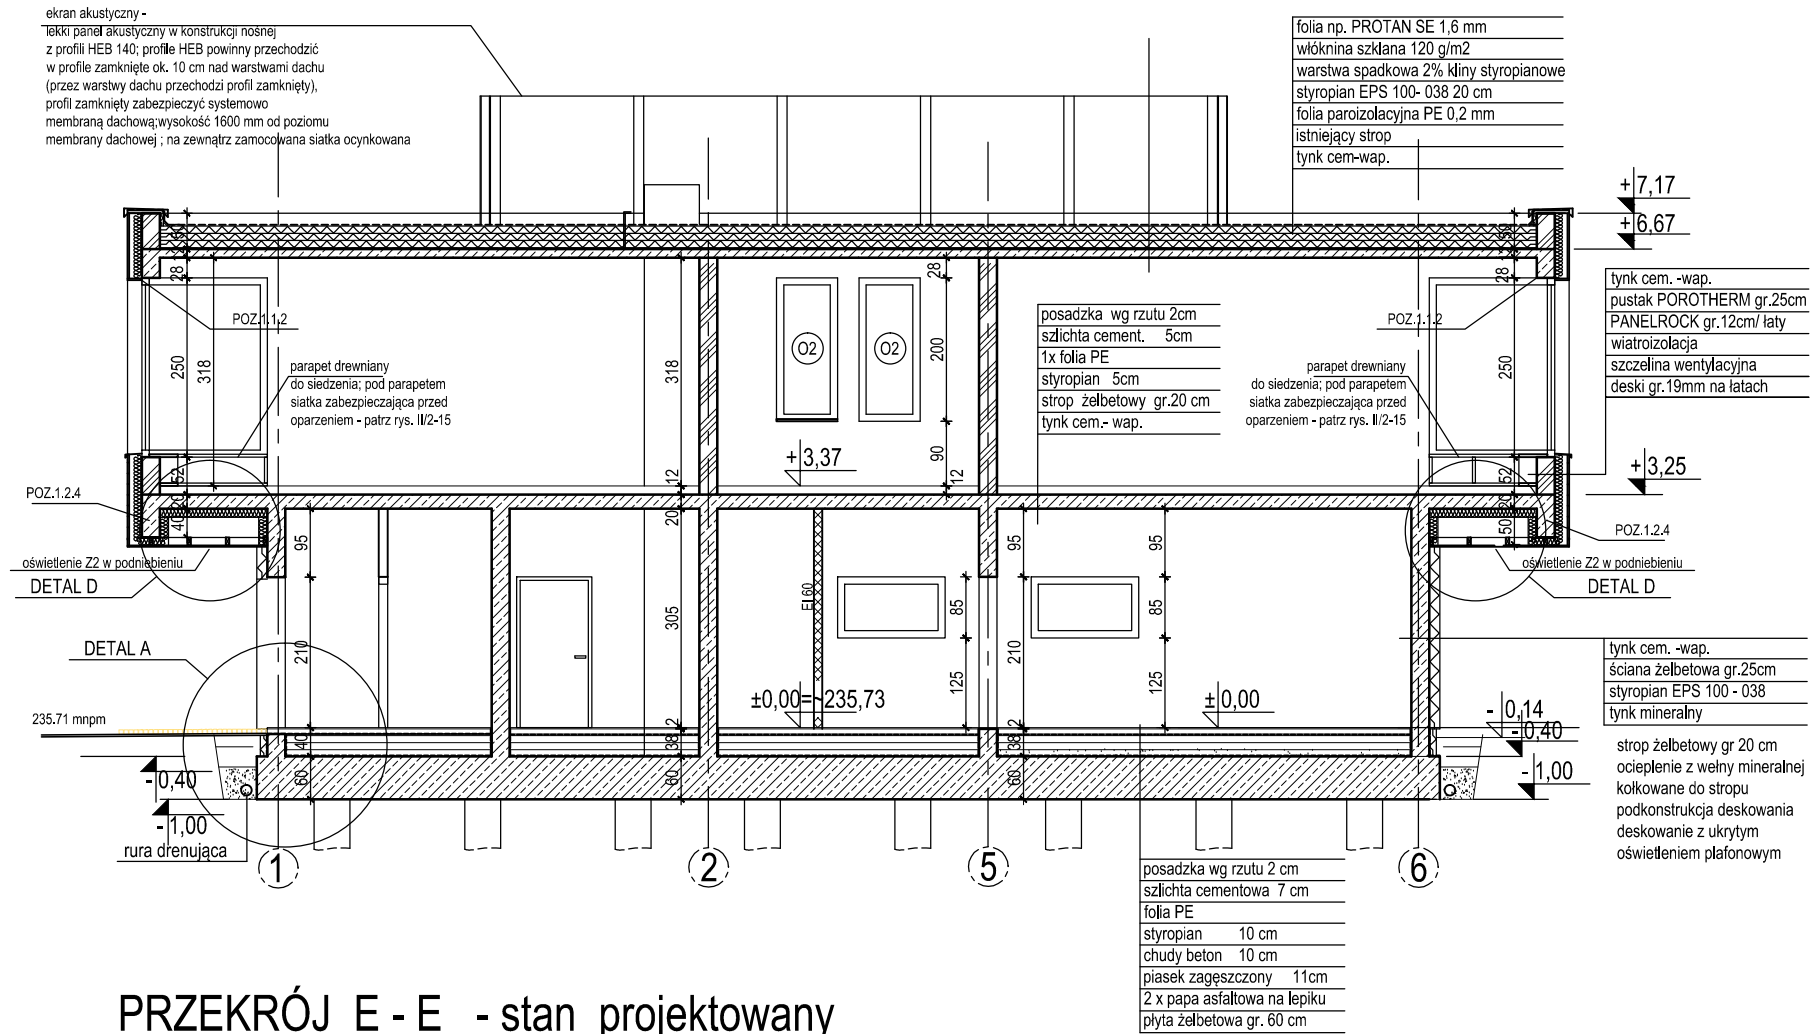 ekran akustyczny -
lekki panel akustyczny w konstrukcji nośnej
z profili HEB 140; profile HEB powinny przechodzić
w profile zamknięte ok. 10 cm nad warstwami dachu
(przez warstwy dachu przechodzi profil zamknięty),
profil zamknięty zabezpieczyć systemowo
membraną dachową;wysokość 1600 mm od poziomu
membrany dachowej ; na zewnątrz zamocowana siatka ocynkowana
folia np. PROTAN SE 1,6 mm
włóknina szklana 120 g/m2
warstwa spadkowa 2% kliny styropianowe
styropian EPS 100- 038 20 cm
folia paroizolacyjna PE 0,2 mm
istniejący strop
tynk cem-wap.
+7,17
+6,67
tynk cem. -wap.
pustak POROTHERM gr.25cm
PANELROCK gr.12cm/ łaty
wiatroizolacja
szczelina wentylacyjna
deski gr.19mm na łatach
28
28
28
POZ.1.1.2
POZ.1.1.2
O2
O2
posadzka wg rzutu 2cm
szlichta cement. 5cm
1x folia PE
styropian 5cm
strop żelbetowy gr.20 cm
tynk cem.- wap.
250
318
318
200
250
parapet drewniany
do siedzenia; pod parapetem
siatka zabezpieczająca przed
oparzeniem - patrz rys. II/2-15
parapet drewniany
do siedzenia; pod parapetem
siatka zabezpieczająca przed
oparzeniem - patrz rys. II/2-15
+3,37
90
12
12
52
52
+3,25
POZ.1.2.4
20
40
20
20
50
POZ.1.2.4
oświetlenie Z2 w podniebieniu
DETAL D
oświetlenie Z2 w podniebieniu
DETAL D
95
95
95
EI 60
305
210
85
125
210
85
125
DETAL A
tynk cem. -wap.
ściana żelbetowa gr.25cm
styropian EPS 100 - 038
tynk mineralny
±0,00=~235,73
±0,00
235.71 mnpm
- 0,14
-0,40
40
2
38
2
38
60
60
60
- 0,40
- 1,00
- 1,00
strop żelbetowy gr 20 cm
ocieplenie z wełny mineralnej
kołkowane do stropu
podkonstrukcja deskowania
deskowanie z ukrytym
oświetleniem plafonowym
rura drenująca
1
2
5
6
posadzka wg rzutu 2 cm
szlichta cementowa 7 cm
folia PE
styropian 10 cm
chudy beton 10 cm
piasek zagęszczony 11cm
2 x papa asfaltowa na lepiku
płyta żelbetowa gr. 60 cm
PRZEKRÓJ E - E - stan projektowany